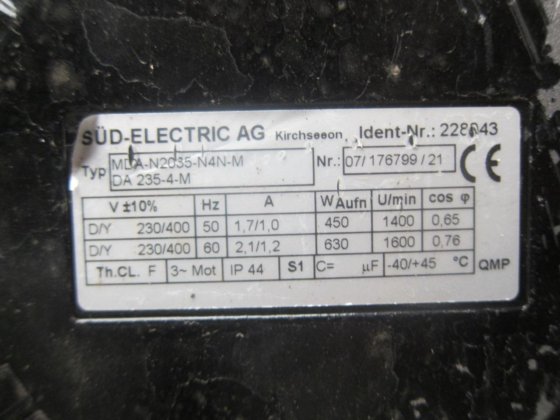 SÜD-ELECTRIC AG Kirchseeon Ident-Nr.: 228043
Typ MDA-N2035-N4N-M Nr.: 07/ 176799 / 21 CE
DA 235-4-M
V ±10% Hz A W Aufn U/min cos φ
D/Y 230/400 50 1,7/1,0 450 1400 0,65
D/Y 230/400 60 2,1/1,2 630 1600 0,76
Th.CL. F 3~ Mot IP 44 S1 C= μF -40/+45 °C QMP